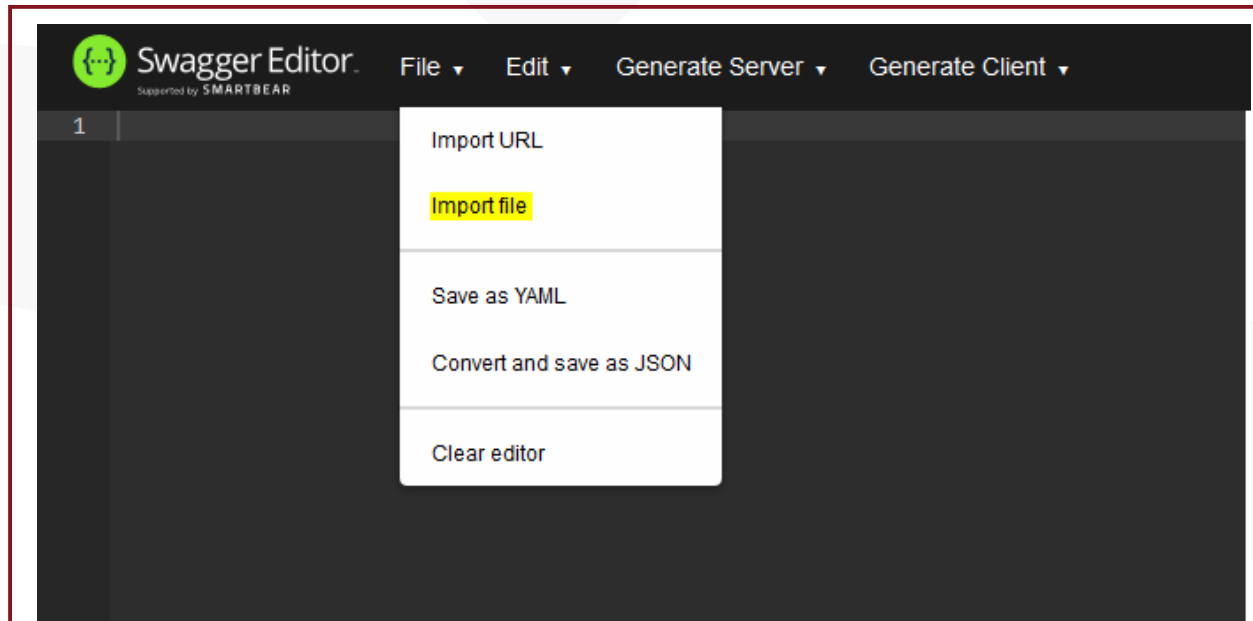 {...} Swagger Editor. File ▾ Edit ▾ Generate Server ▾ Generate Client ▾
Supported by SMARTBEAR
1
Import URL
Import file
Save as YAML
Convert and save as JSON
Clear editor